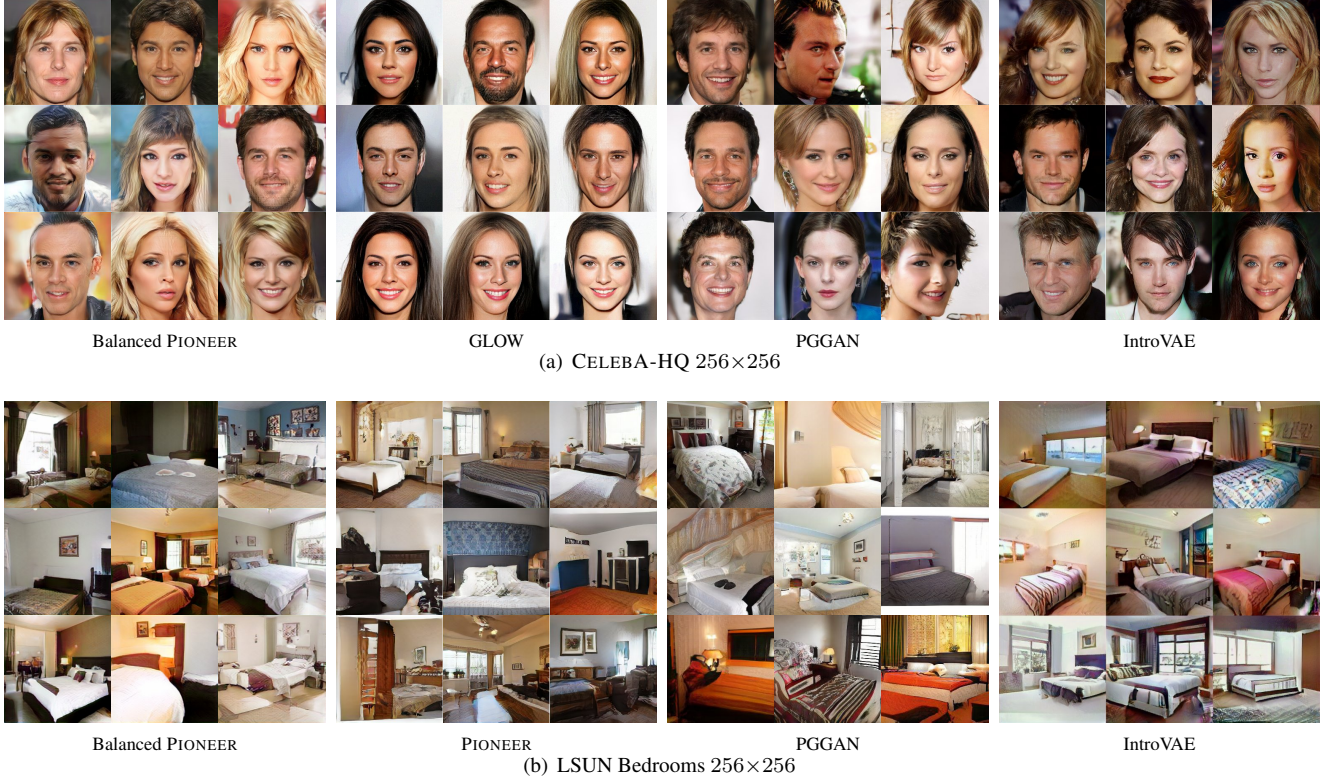 Balanced PIONEER
GLOW
PGGAN
IntroVAE
(a) CELEBA-HQ 256×256
Balanced PIONEER
PIONEER
PGGAN
IntroVAE
(b) LSUN Bedrooms 256×256